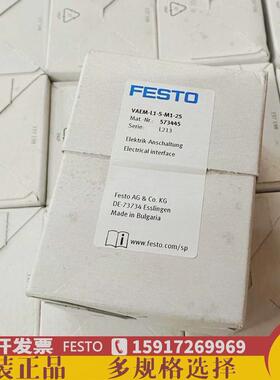 FESTO
VAEM-L1-S-M1-25
Mat.-Nr. 573445
Serie: L213
Elektrik-Anschaltung
Electrical interface
Festo AG & Co. KG
DE-73734 Esslingen
Made in Bulgaria
www.festo.com/sp
开发票 FESTO 15917269969
装正品 多规格选择